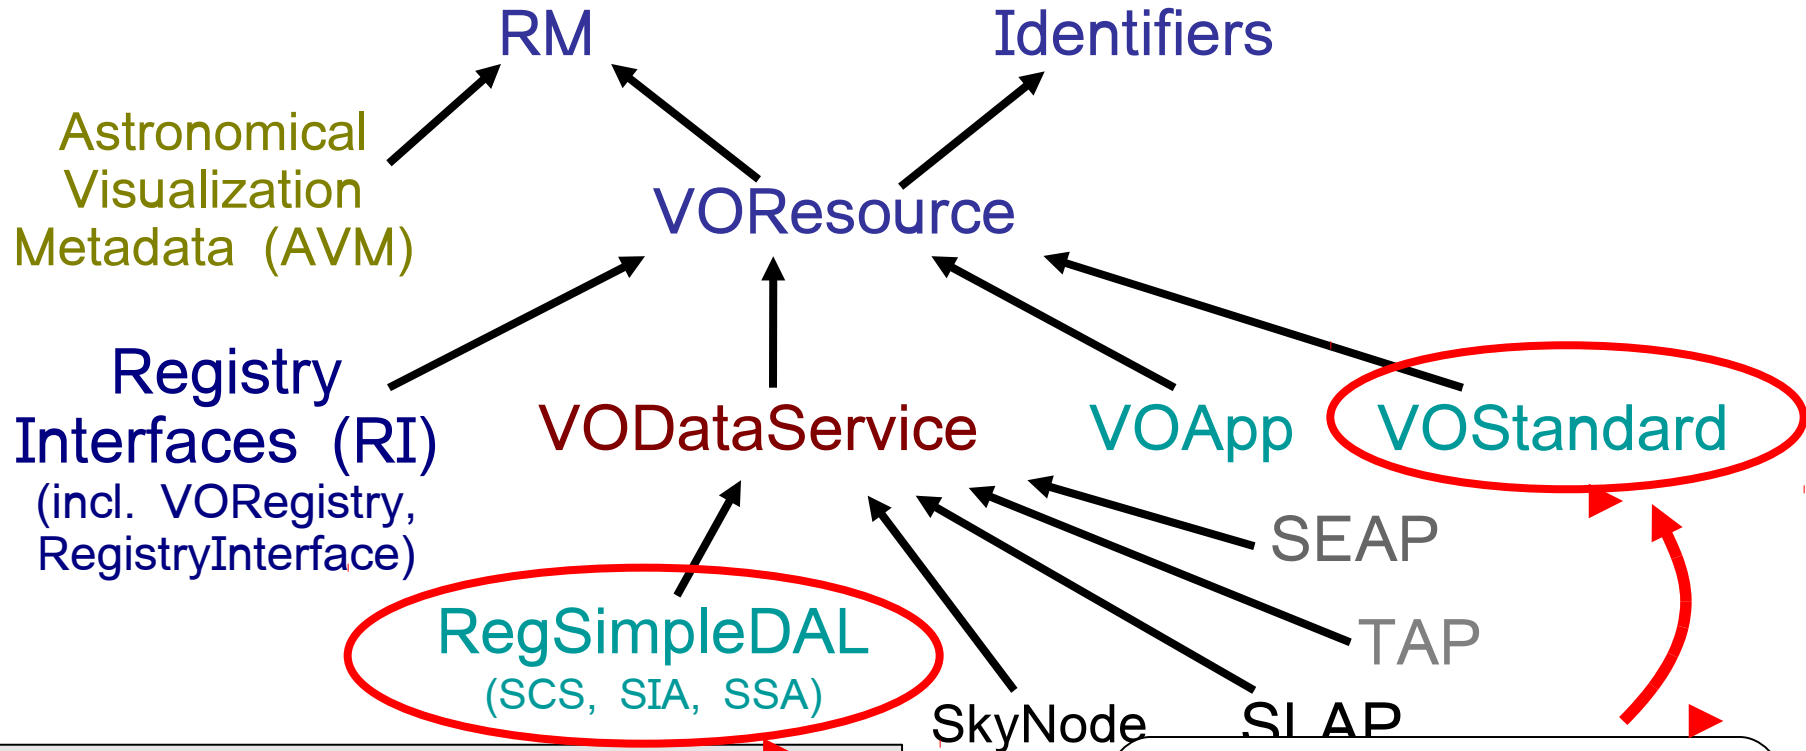 RM
Identifiers
Astronomical
Visualization
Metadata (AVM)
VOResource
Registry
Interfaces (RI)
(incl. VORegistry,
RegistryInterface)
VODataService
VOApp
VOStandard
SEAP
RegSimpleDAL
(SCS, SIA, SSA)
TAP
SkyNode
SLAP